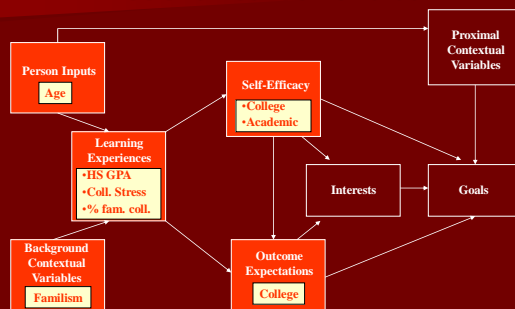 Proximal
Contextual
Variables
Person Inputs
Age
Self-Efficacy
•College
•Academic
Learning
Experiences
•HS GPA
•Coll. Stress
•% fam. coll.
Interests
Goals
Background
Contextual
Variables
Familism
Outcome
Expectations
College